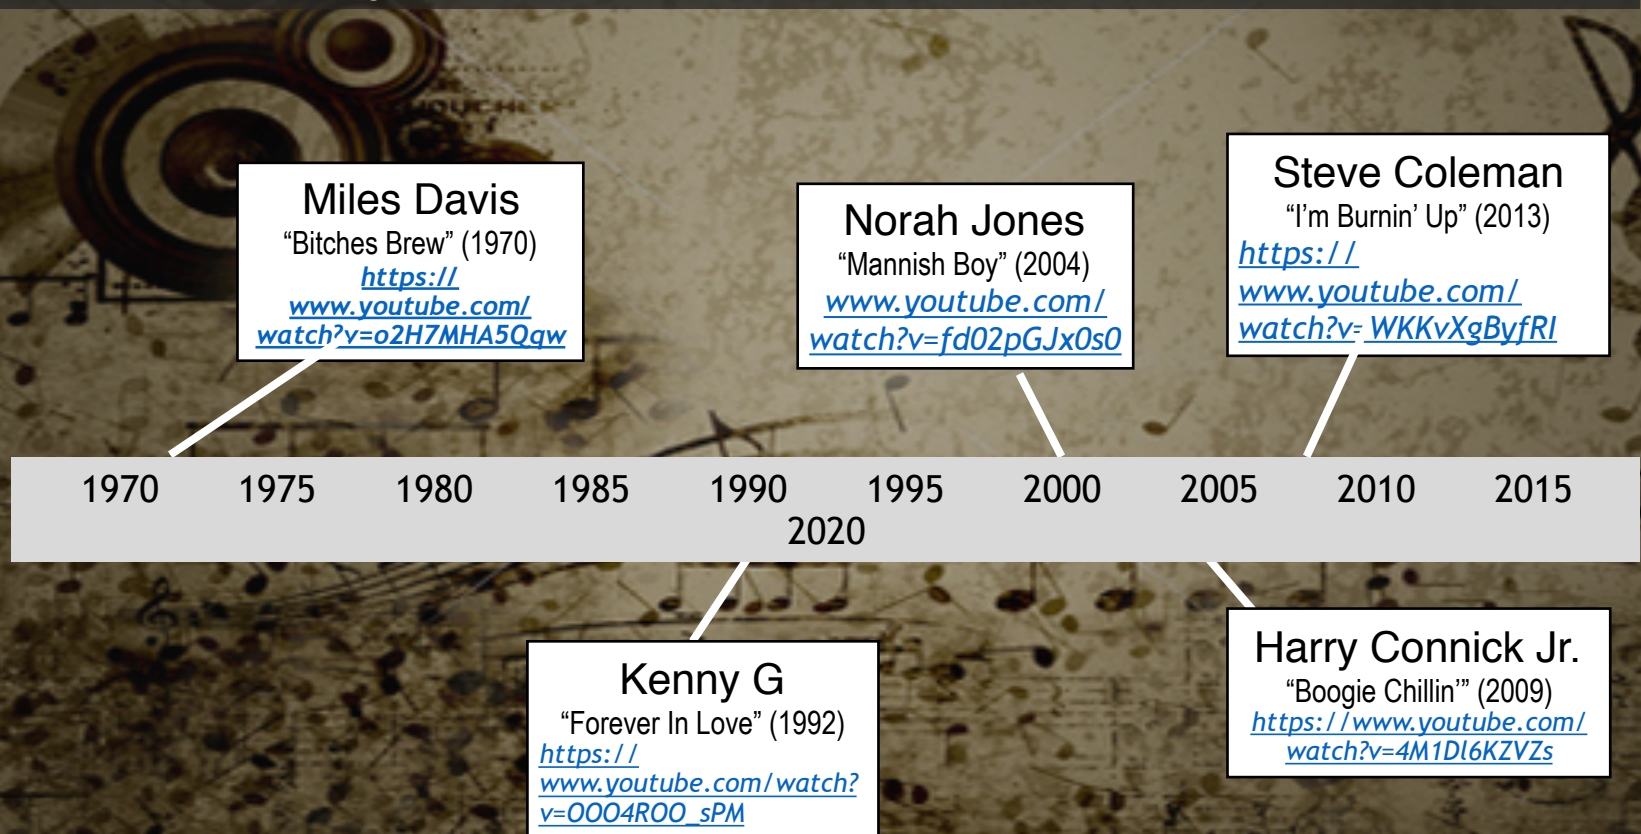 Miles Davis
“Bitches Brew” (1970)
https://
www.youtube.com/
watch?v=o2H7MHA5Qqw
Norah Jones
“Mannish Boy” (2004)
www.youtube.com/
watch?v=fd02pGJx0s0
Steve Coleman
“I’m Burnin’ Up” (2013)
https://
www.youtube.com/
watch?v=WKKvXgByfRI
1970 1975 1980 1985 1990 1995 2000 2005 2010 2015
2020
Kenny G
“Forever In Love” (1992)
https://
www.youtube.com/watch?
v=OOO4ROO_sPM
Harry Connick Jr.
“Boogie Chillin’” (2009)
https://www.youtube.com/
watch?v=4M1Dl6KZVZs